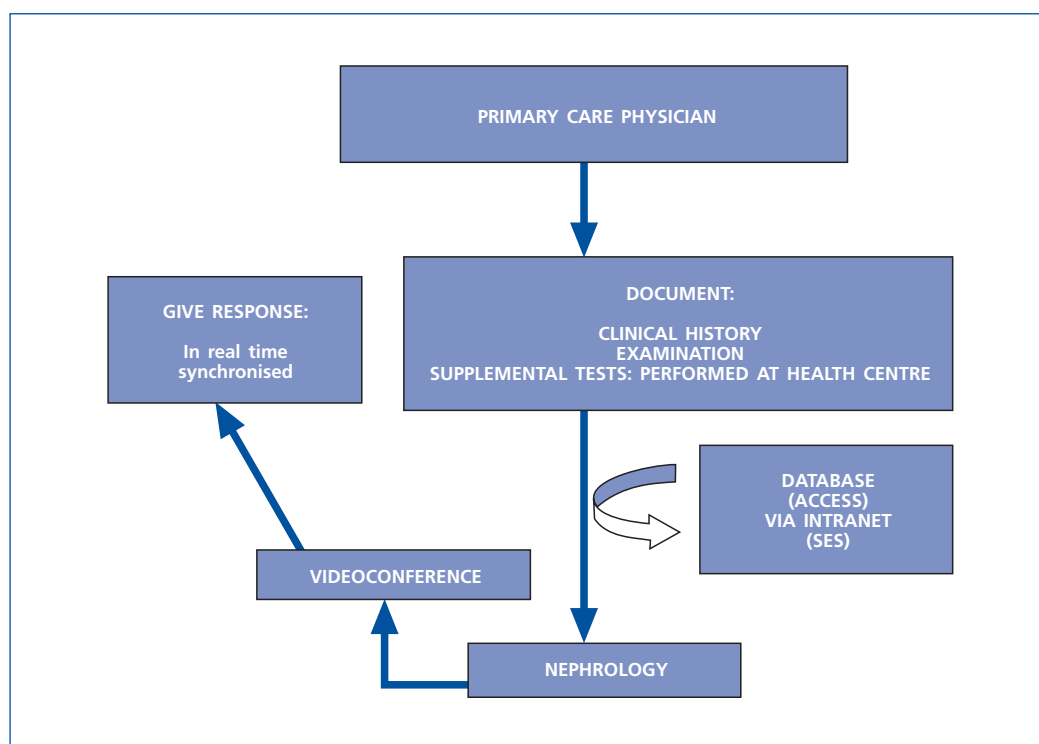 PRIMARY CARE PHYSICIAN
DOCUMENT:
CLINICAL HISTORY
EXAMINATION
SUPPLEMENTAL TESTS: PERFORMED AT HEALTH CENTRE
GIVE RESPONSE:
In real time
synchronised
DATABASE
(ACCESS)
VIA INTRANET
(SES)
VIDEOCONFERENCE
NEPHROLOGY